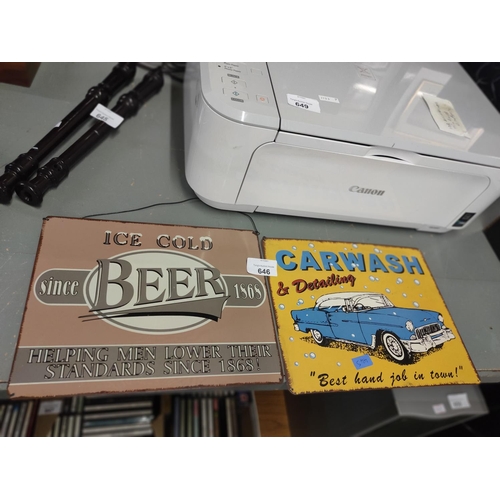 649
Canon
ICE COLD
since BEER 1868
HELPING MEN LOWER THEIR
STANDARDS SINCE 1868!
646
CARWASH
& Detailing
"Best hand job in town!"